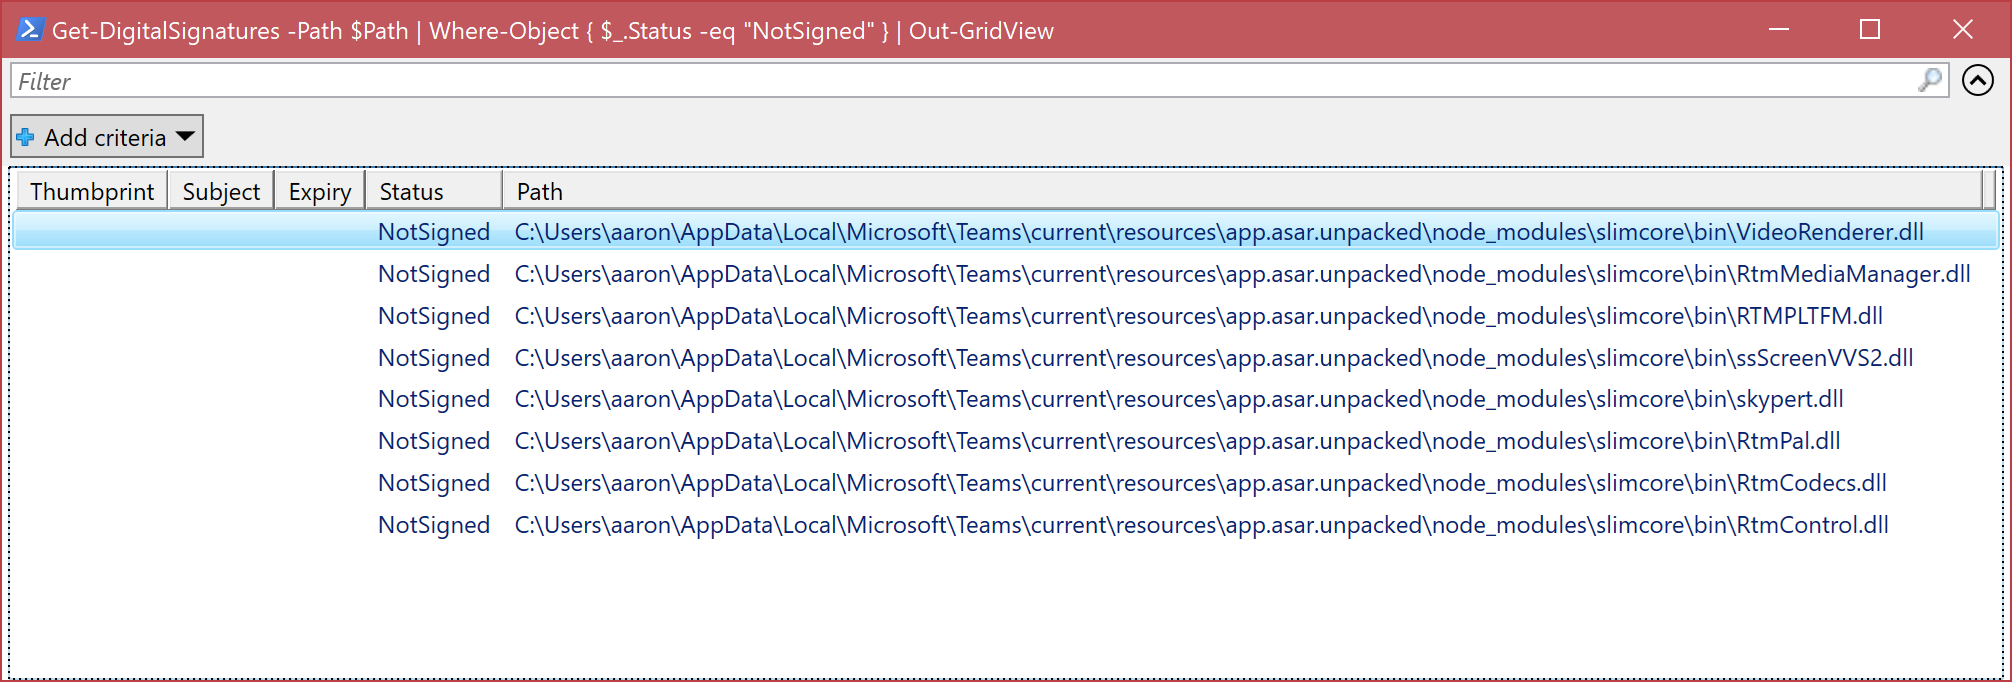 Get-DigitalSignatures -Path $Path | Where-Object { $_.Status -eq "NotSigned" } | Out-GridView
Filter
Add criteria
Thumbprint Subject Expiry Status Path
NotSigned C:\Users\aaron\AppData\Local\Microsoft\Teams\current\resources\app.asar.unpacked\node_modules\slimcore\bin\VideoRenderer.dll
NotSigned C:\Users\aaron\AppData\Local\Microsoft\Teams\current\resources\app.asar.unpacked\node_modules\slimcore\bin\RtmMediaManager.dll
NotSigned C:\Users\aaron\AppData\Local\Microsoft\Teams\current\resources\app.asar.unpacked\node_modules\slimcore\bin\RTMPLTFM.dll
NotSigned C:\Users\aaron\AppData\Local\Microsoft\Teams\current\resources\app.asar.unpacked\node_modules\slimcore\bin\ssScreenVVS2.dll
NotSigned C:\Users\aaron\AppData\Local\Microsoft\Teams\current\resources\app.asar.unpacked\node_modules\slimcore\bin\skypert.dll
NotSigned C:\Users\aaron\AppData\Local\Microsoft\Teams\current\resources\app.asar.unpacked\node_modules\slimcore\bin\RtmPal.dll
NotSigned C:\Users\aaron\AppData\Local\Microsoft\Teams\current\resources\app.asar.unpacked\node_modules\slimcore\bin\RtmCodecs.dll
NotSigned C:\Users\aaron\AppData\Local\Microsoft\Teams\current\resources\app.asar.unpacked\node_modules\slimcore\bin\RtmControl.dll